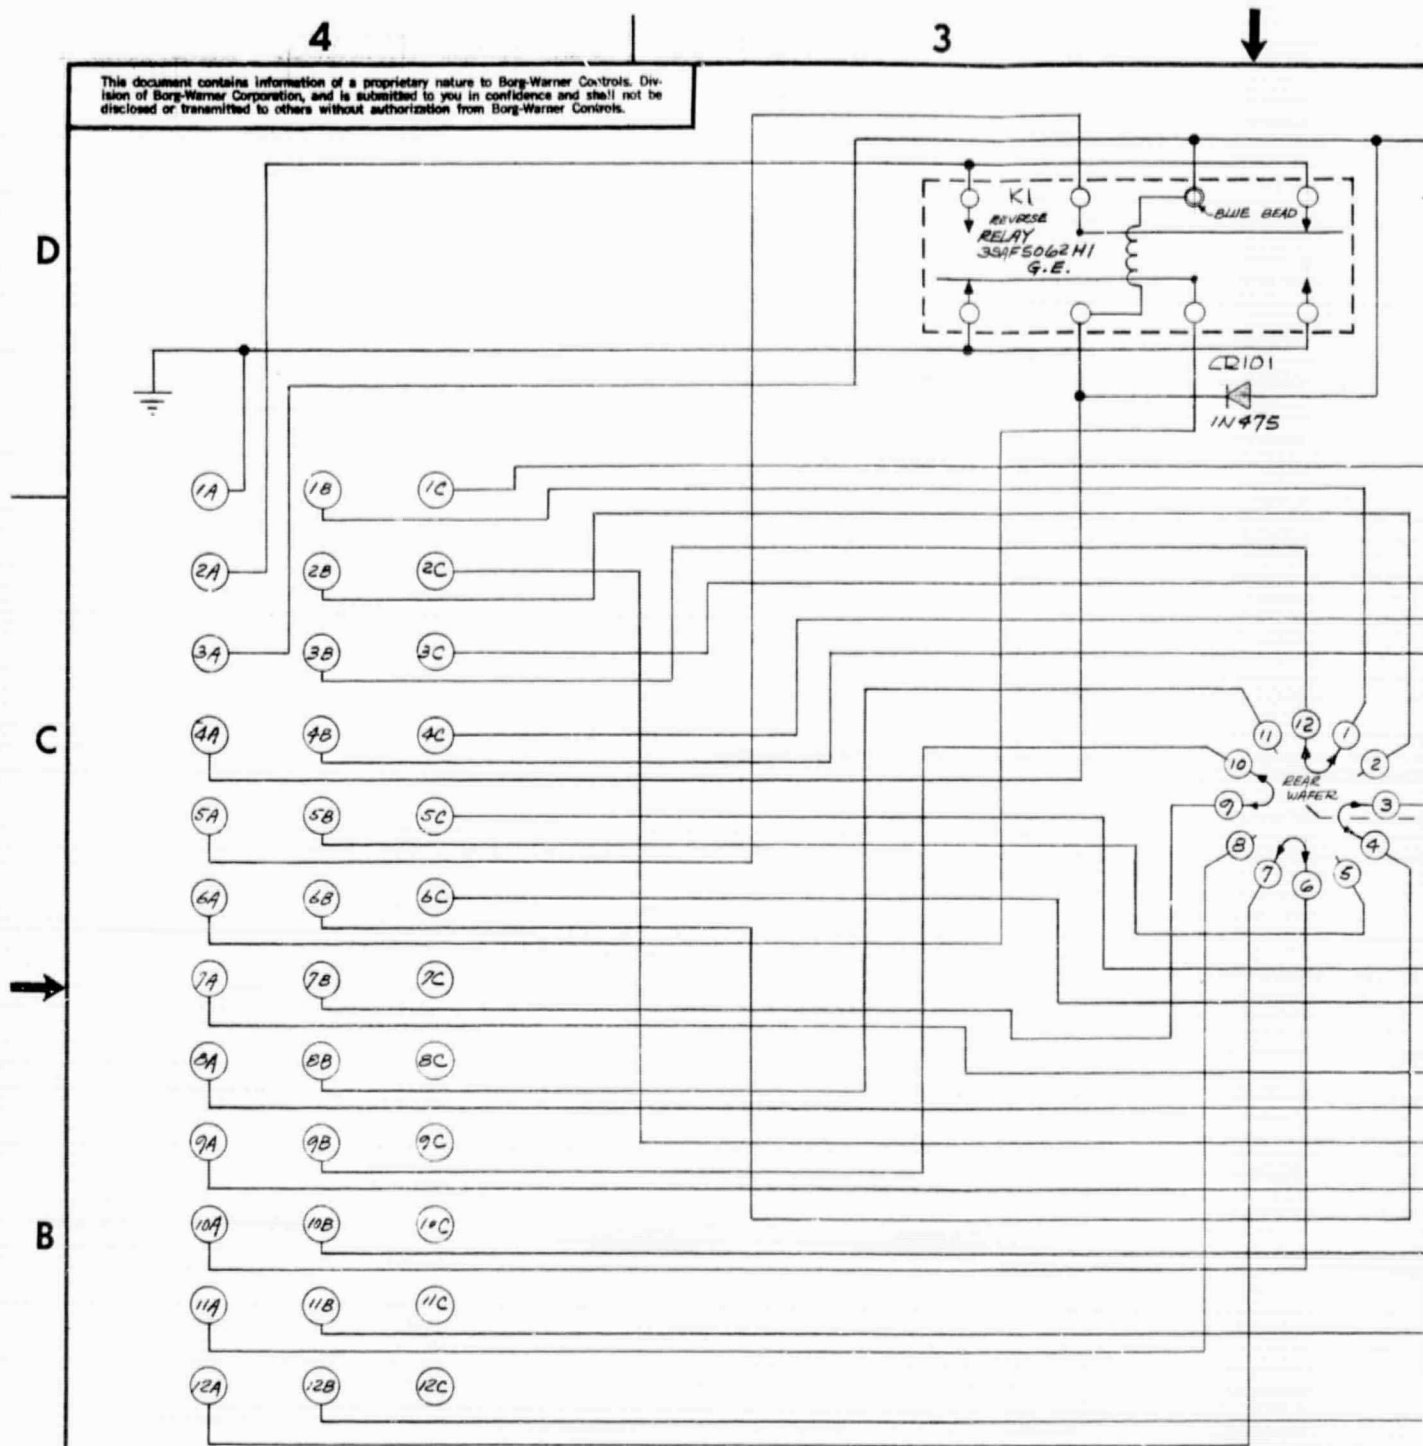 4
3
This document contains information of a proprietary nature to Borg-Warner Controls, Div-
ision of Borg-Warner Corporation, and is submitted to you in confidence and shall not be
disclosed or transmitted to others without authorization from Borg-Warner Controls.
D
K1
REVERSE
RELAY
3SAF5062H1
G.E.
BLUE BEAD
CR101
1N475
1A 1B 1C
2A 2B 2C
3A 3B 3C
C
4A 4B 4C
5A 5B 5C
6A 6B 6C
7A 7B 7C
8A 8B 8C
9A 9B 9C
B
10A 10B 10C
11A 11B 11C
12A 12B 12C
11 12 1
10 2
REAR
WAFER
9 3
8 4
7 6 5